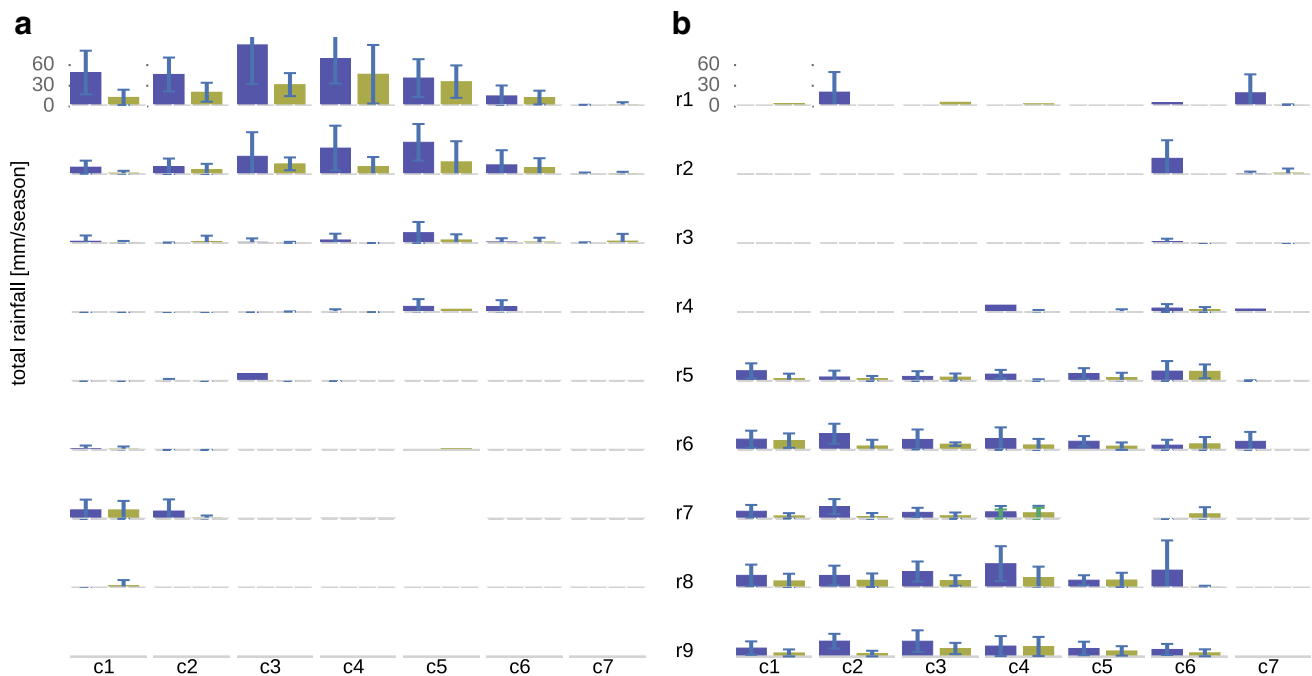 a
b
60
30
0
60
30
0
total rainfall [mm/season]
r1
r2
r3
r4
r5
r6
r7
r8
r9
c1 c2 c3 c4 c5 c6 c7
c1 c2 c3 c4 c5 c6 c7